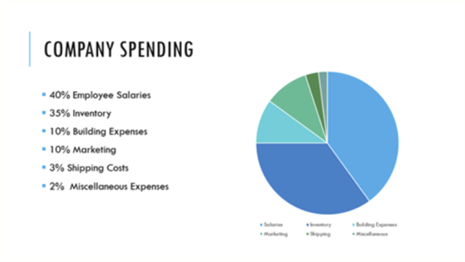 COMPANY SPENDING
40% Employee Salaries
35% Inventory
10% Building Expenses
10% Marketing
3% Shipping Costs
2% Miscellaneous Expenses
Salaries Inventory Building Expenses
Marketing Shipping Miscellaneous